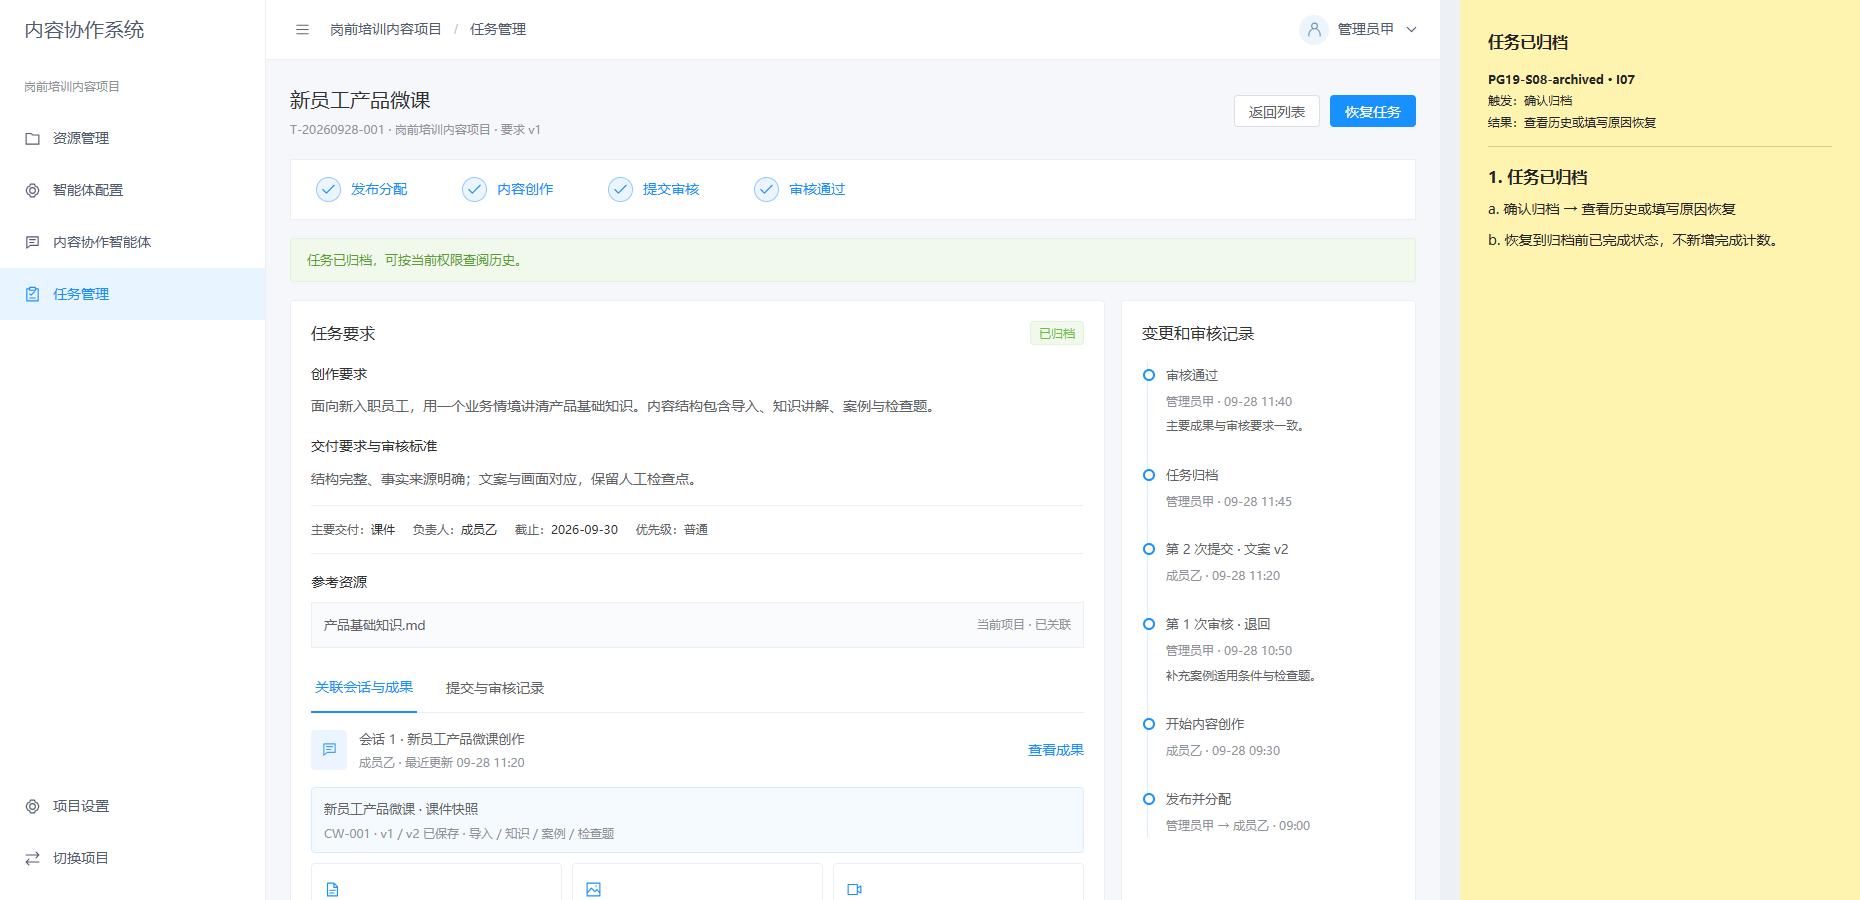 内容协作系统
岗前培训内容项目
资源管理
智能体配置
内容协作智能体
任务管理
项目设置
切换项目
岗前培训内容项目 / 任务管理
管理员甲
新员工产品微课
T-20260928-001 · 岗前培训内容项目 · 要求 v1
返回列表
恢复任务
发布分配
内容创作
提交审核
审核通过
任务已归档，可按当前权限查阅历史。
任务要求
已归档
创作要求
面向新入职员工，用一个业务情境讲清产品基础知识。内容结构包含导入、知识讲解、案例与检查题。
交付要求与审核标准
结构完整、事实来源明确；文案与画面对应，保留人工检查点。
主要交付：课件 负责人：成员乙 截止：2026-09-30 优先级：普通
参考资源
产品基础知识.md
当前项目 · 已关联
关联会话与成果
提交与审核记录
会话 1 · 新员工产品微课创作
成员乙 · 最近更新 09-28 11:20
查看成果
新员工产品微课 · 课件快照
CW-001 · v1 / v2 已保存 · 导入 / 知识 / 案例 / 检查题
变更和审核记录
审核通过
管理员甲 · 09-28 11:40
主要成果与审核要求一致。
任务归档
管理员甲 · 09-28 11:45
第 2 次提交 · 文案 v2
成员乙 · 09-28 11:20
第 1 次审核 · 退回
管理员甲 · 09-28 10:50
补充案例适用条件与检查题。
开始内容创作
成员乙 · 09-28 09:30
发布并分配
管理员甲 → 成员乙 · 09:00
任务已归档
PG19-S08-archived • I07
触发：确认归档
结果：查看历史或填写原因恢复
1. 任务已归档
a. 确认归档 → 查看历史或填写原因恢复
b. 恢复到归档前已完成状态，不新增完成计数。